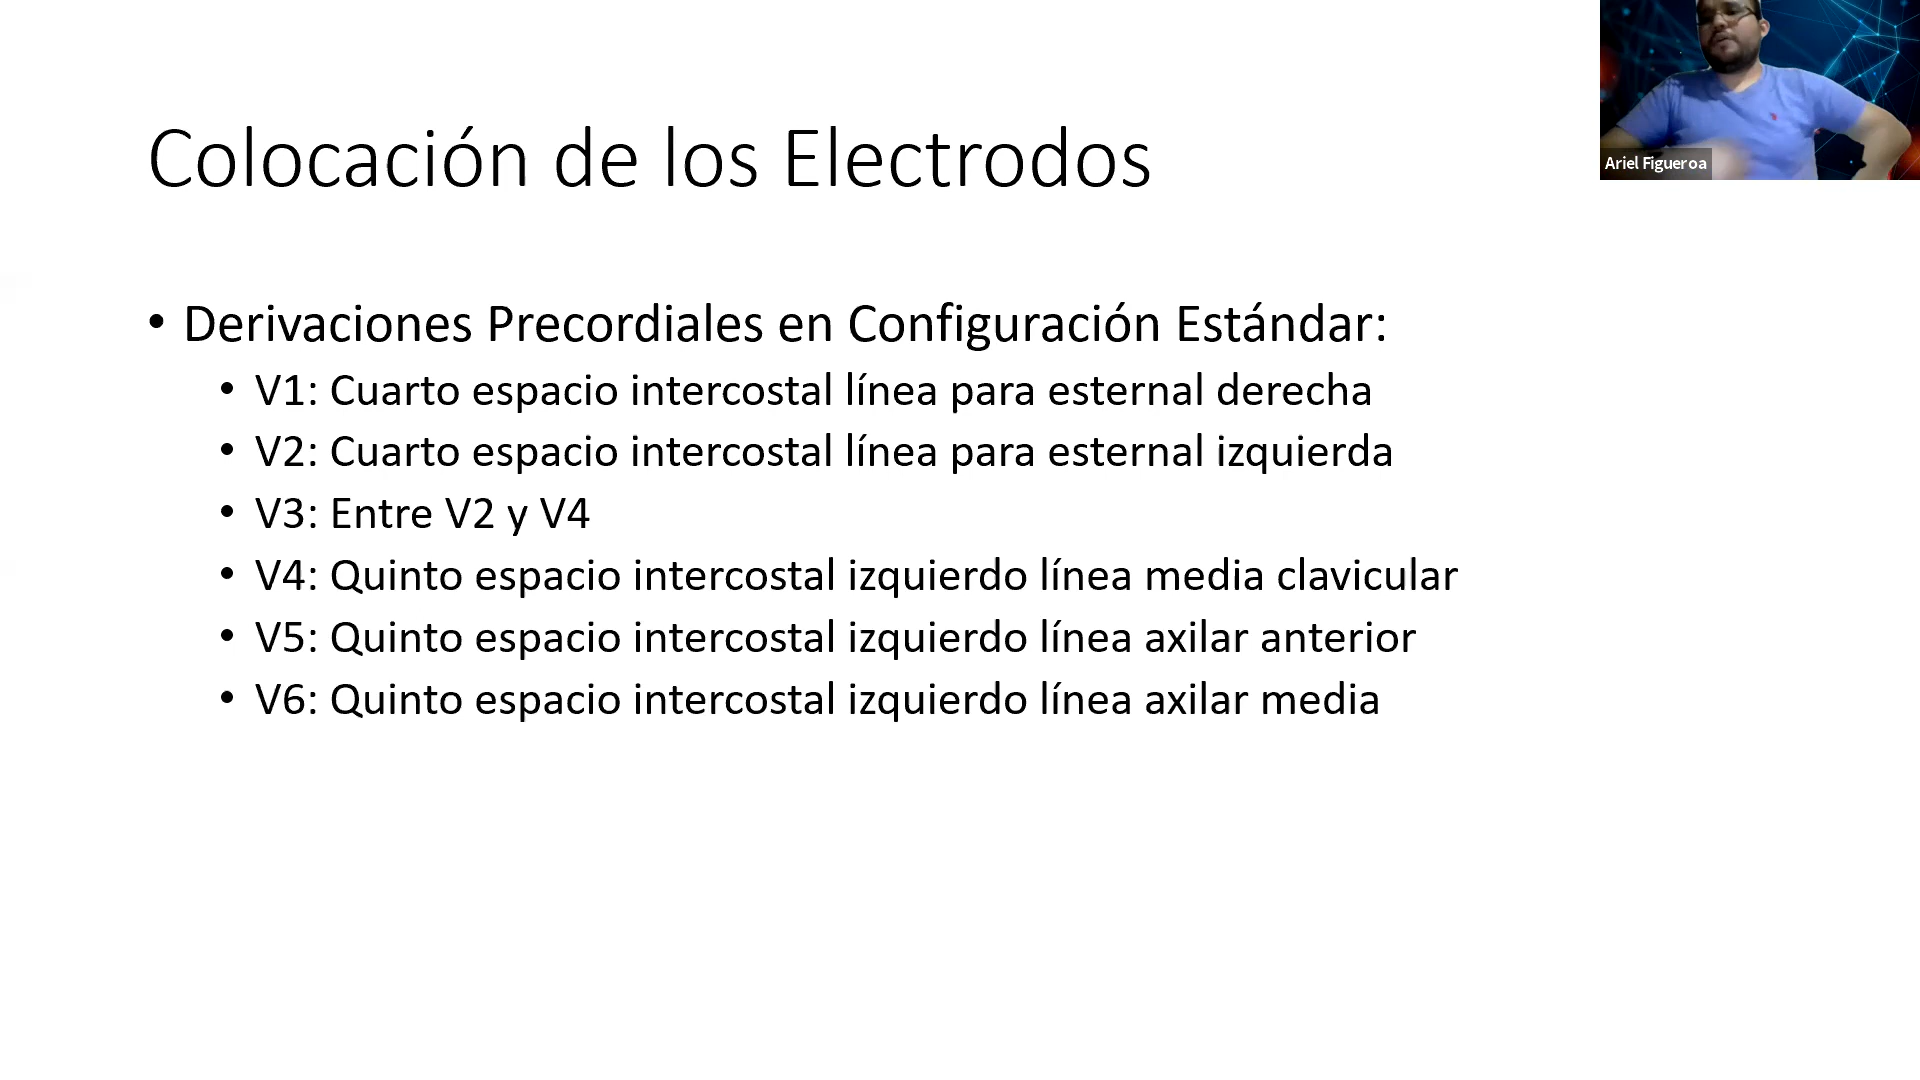 Colocación de los Electrodos
Ariel Figueroa
• Derivaciones Precordiales en Configuración Estándar:
• V1: Cuarto espacio intercostal línea para esternal derecha
• V2: Cuarto espacio intercostal línea para esternal izquierda
• V3: Entre V2 y V4
• V4: Quinto espacio intercostal izquierdo línea media clavicular
• V5: Quinto espacio intercostal izquierdo línea axilar anterior
• V6: Quinto espacio intercostal izquierdo línea axilar media